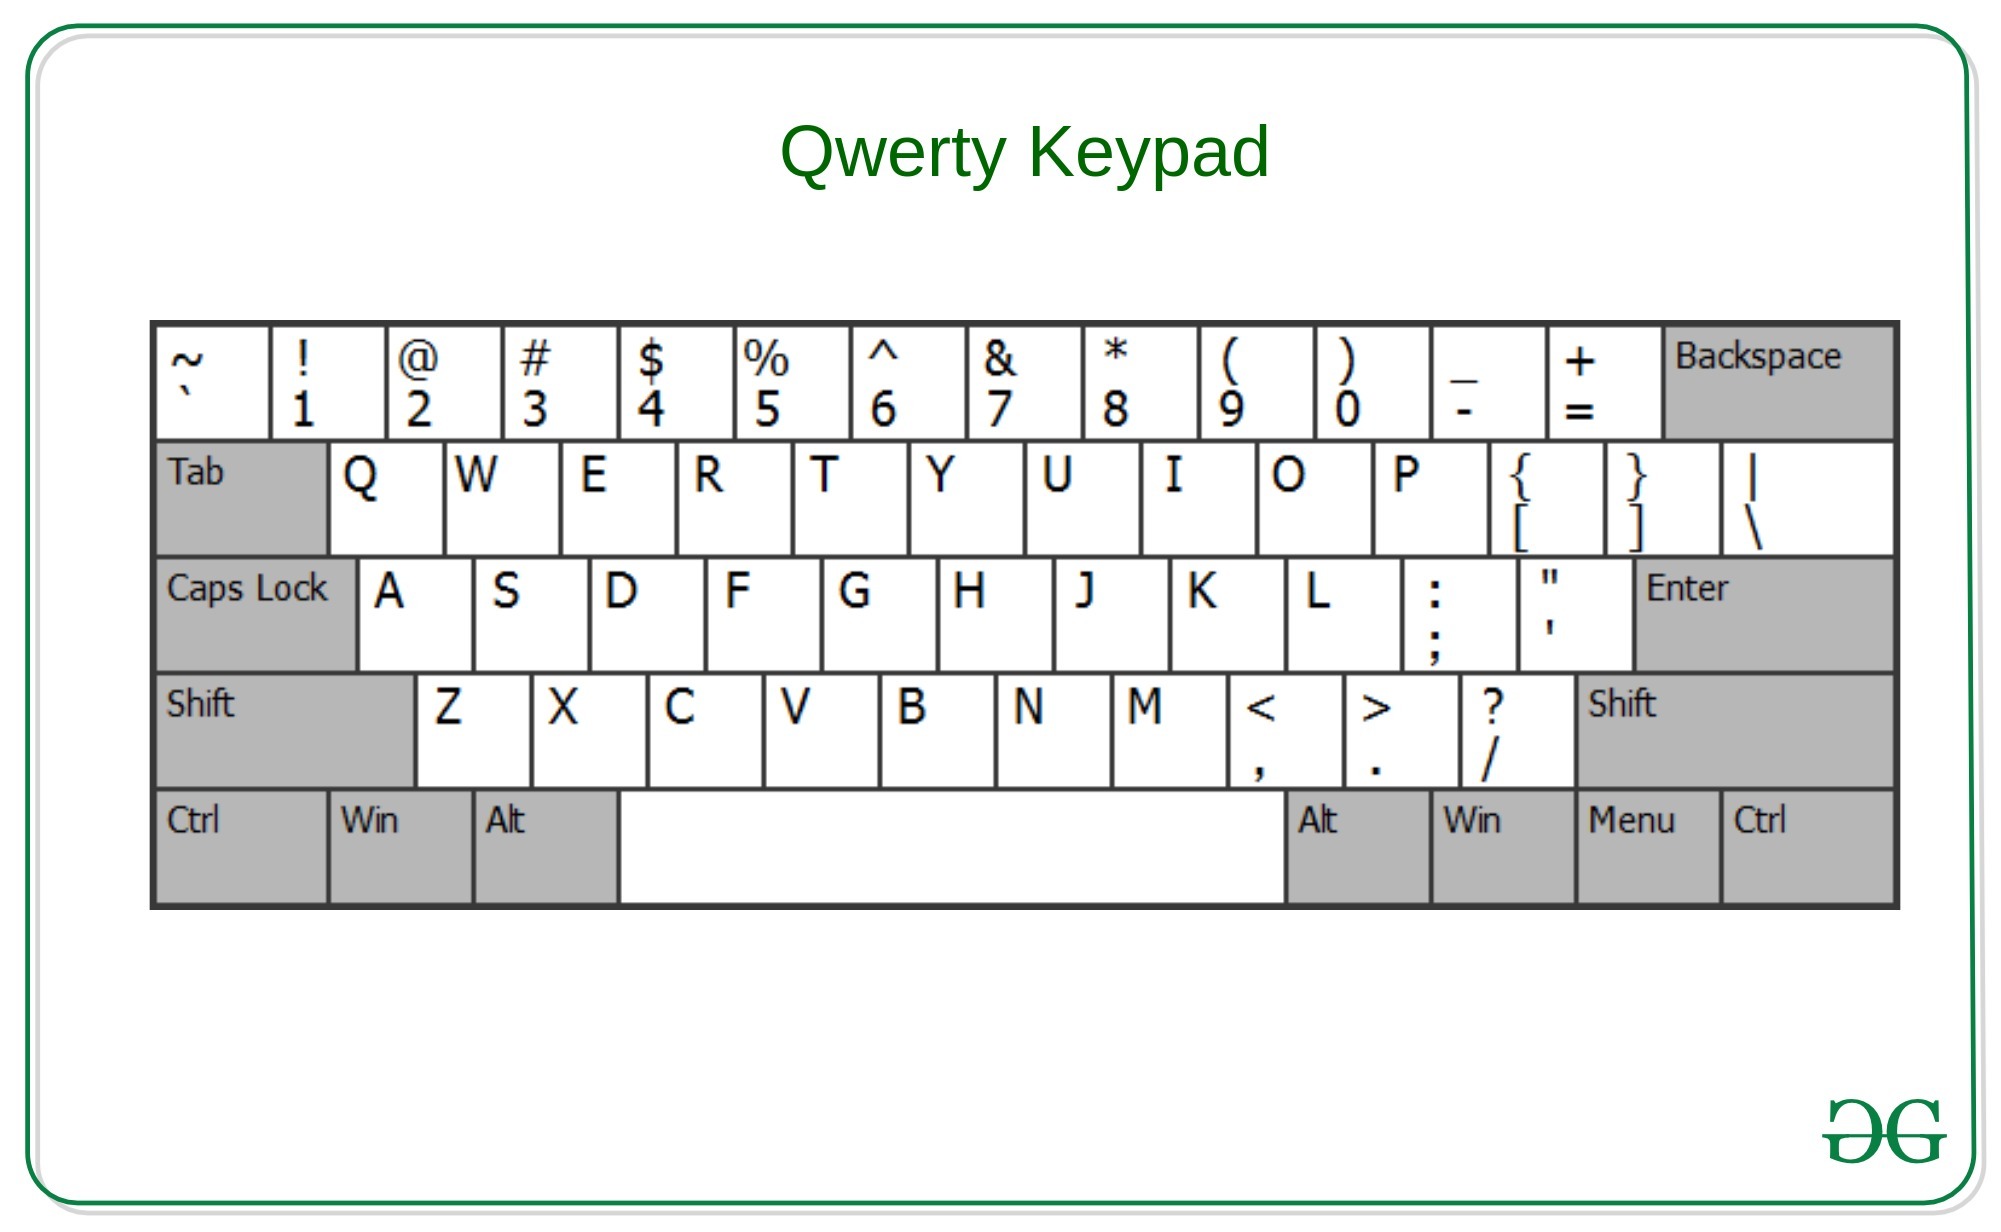 Qwerty Keypad
~ ! @ # $ % ^ & * ( ) _ + Backspace
` 1 2 3 4 5 6 7 8 9 0 - =
Tab Q W E R T Y U I O P { } |
[ ] \
Caps Lock A S D F G H J K L : " Enter
; '
Shift Z X C V B N M < > ? Shift
, . /
Ctrl Win Alt Alt Win Menu Ctrl